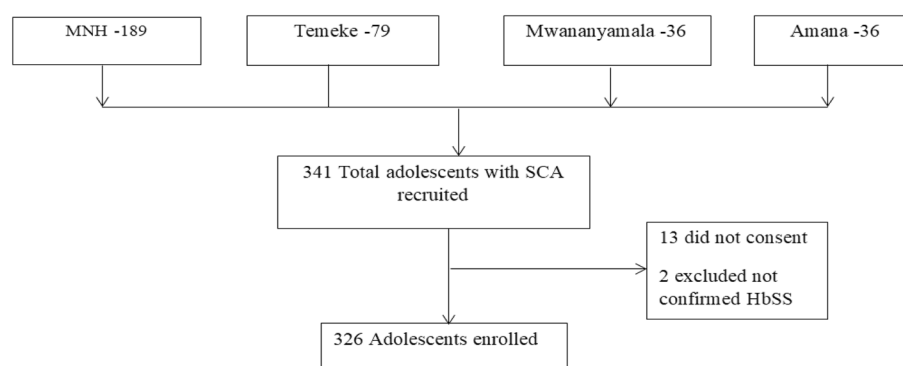 MNH -189
Temeke -79
Mwananyamala -36
Amana -36
341 Total adolescents with SCA
recruited
13 did not consent
2 excluded not
confirmed HbSS
326 Adolescents enrolled